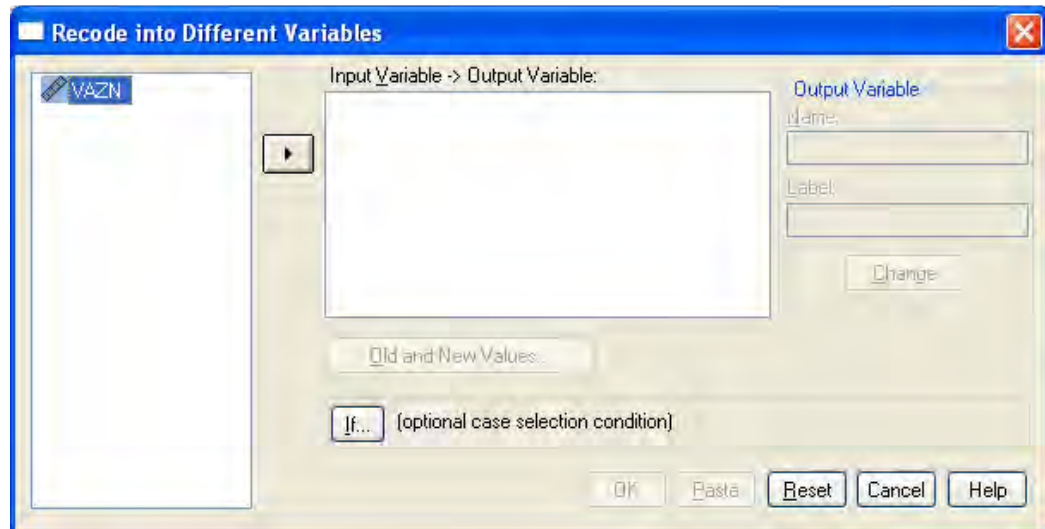 Recode into Different Variables
VAZN
Input Variable -> Output Variable:
Output Variable
Name:
Label:
Change
Old and New Values...
If... (optional case selection condition)
OK Paste Reset Cancel Help